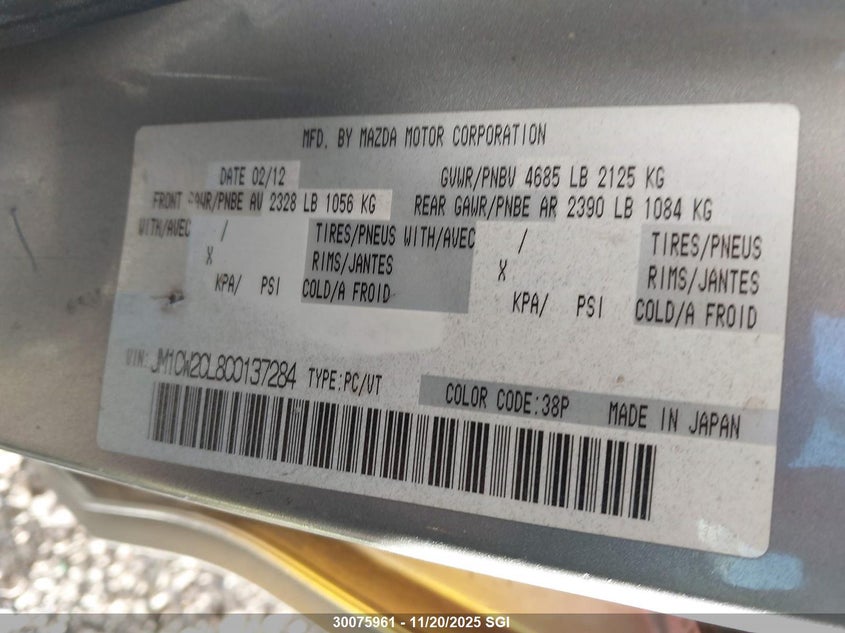 MFD. BY MAZDA MOTOR CORPORATION
DATE 02/12 GVWR/PNBV 4685 LB 2125 KG
FRONT GAWR/PNBE AV 2328 LB 1056 KG REAR GAWR/PNBE AR 2390 LB 1084 KG
WITH/AVEC / TIRES/PNEUS WITH/AVEC / TIRES/PNEUS
X RIMS/JANTES X RIMS/JANTES
KPA/ PSI COLD/A FROID KPA/ PSI COLD/A FROID
VIN: JM1CW2CL8C0137284 TYPE:PC/VT COLOR CODE:38P MADE IN JAPAN
30075961 - 11/20/2025 SGI